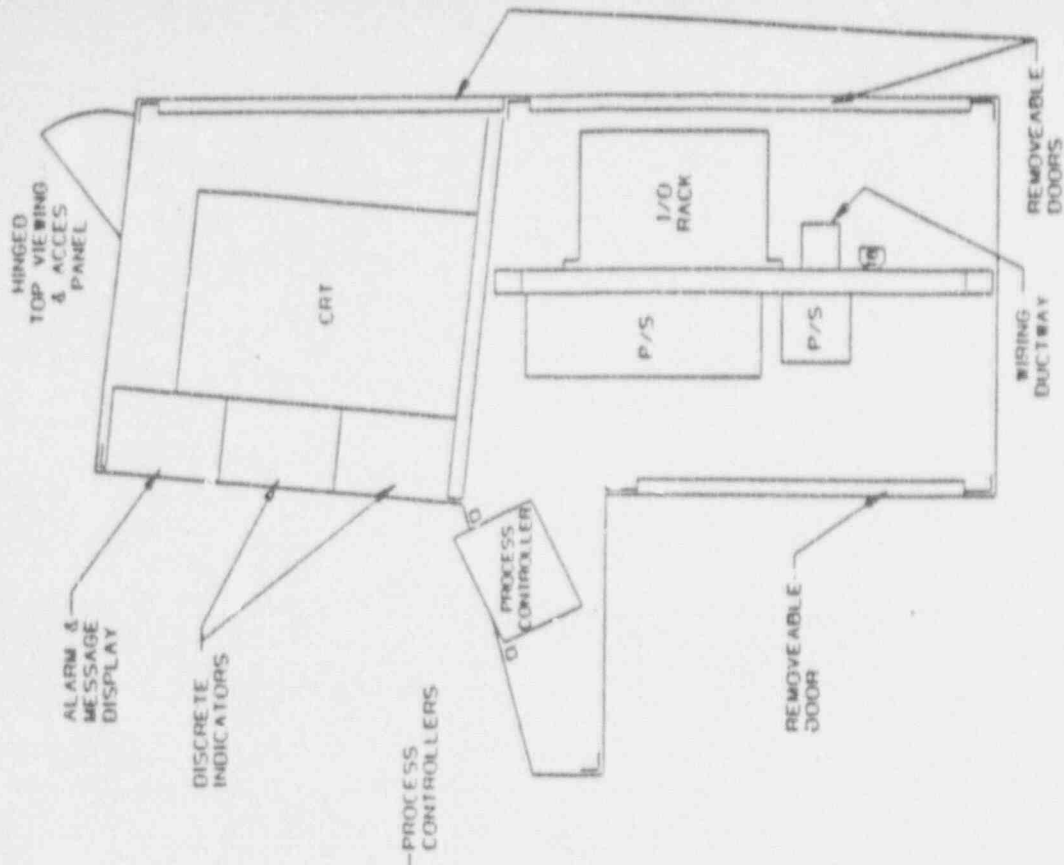 HINGED
TOP VIEWING
& ACCES
PANEL
ALARM &
MESSAGE
DISPLAY
CRT
DISCRETE
INDICATORS
I/O
RACK
PROCESS
CONTROLLERS
PROCESS
CONTROLLER
P/S
P/S
REMOVEABLE
DOOR
WIRING
DUCTWAY
REMOVEABLE
DOORS